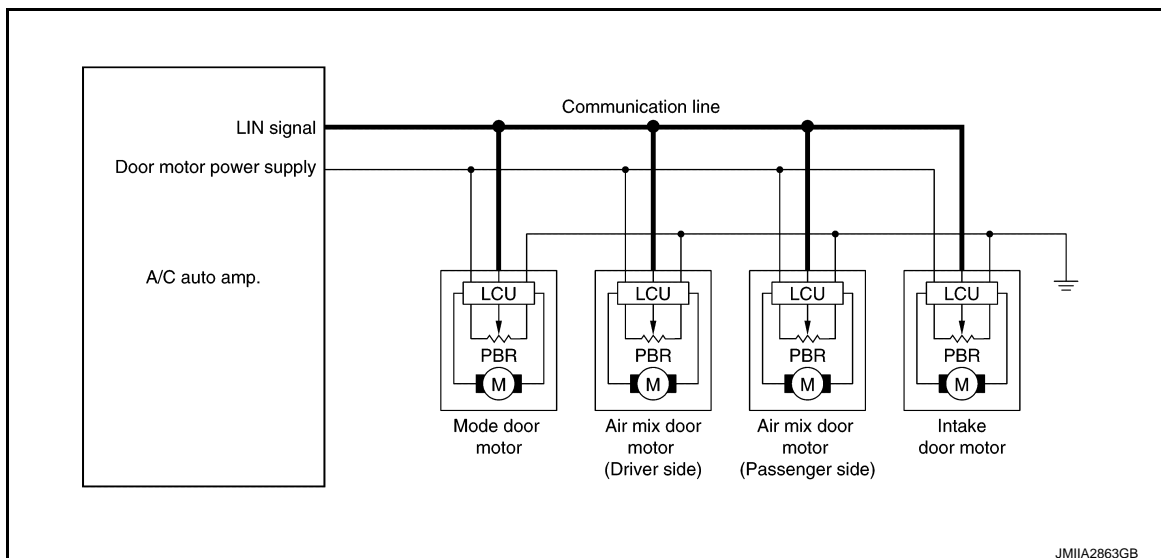 Communication line
LIN signal
Door motor power supply
A/C auto amp.
LCU
LCU
LCU
LCU
PBR
PBR
PBR
PBR
M
M
M
M
Mode door
motor
Air mix door
motor
(Driver side)
Air mix door
motor
(Passenger side)
Intake
door motor
JMIIA2863GB